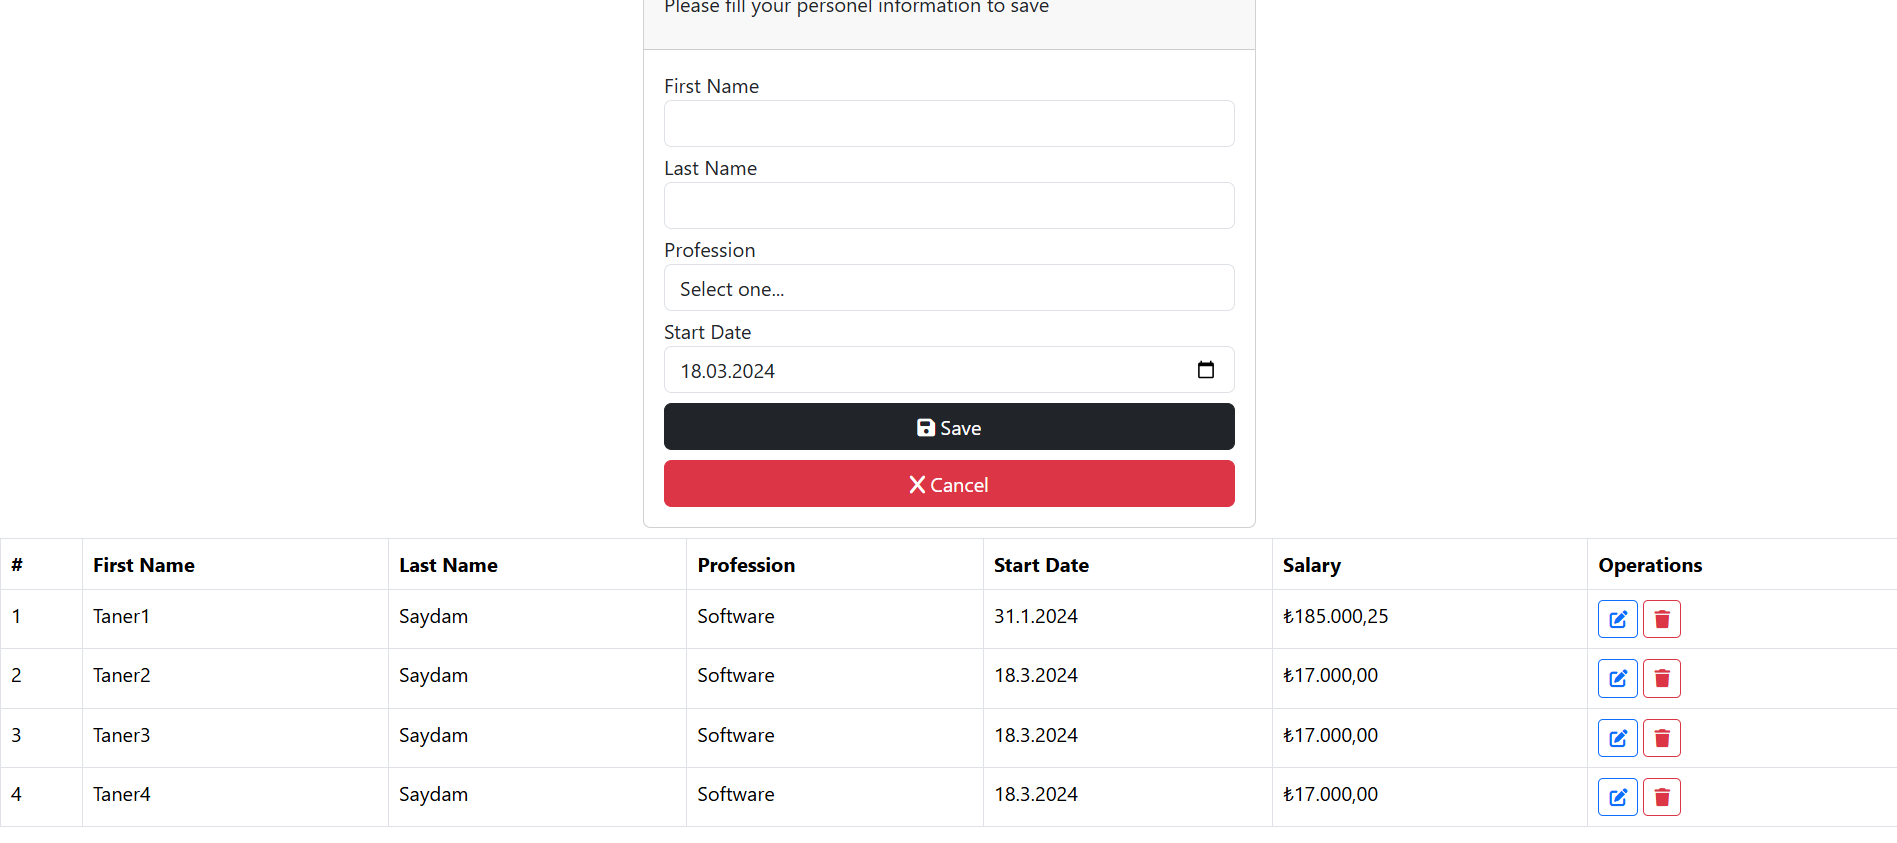 Please fill your personel information to save
First Name
Last Name
Profession
Select one...
Start Date
18.03.2024
Save
Cancel
# First Name Last Name Profession Start Date Salary Operations
1 Taner1 Saydam Software 31.1.2024 ₺185.000,25
2 Taner2 Saydam Software 18.3.2024 ₺17.000,00
3 Taner3 Saydam Software 18.3.2024 ₺17.000,00
4 Taner4 Saydam Software 18.3.2024 ₺17.000,00